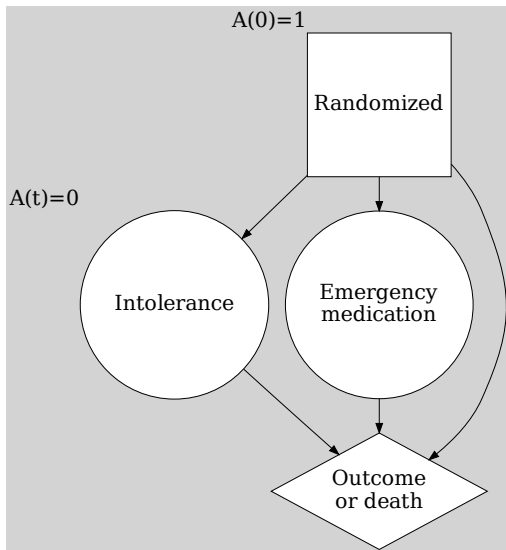 A(0)=1
Randomized
A(t)=0
Intolerance
Emergency
medication
Outcome
or death